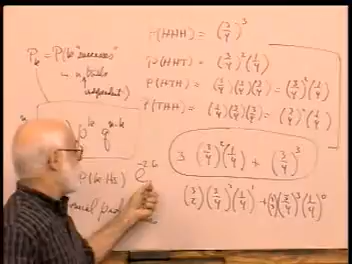 P_k = P(k "successes"
in n trials
independent)
p^k q^{n-k}
P(k H's) e^{-2.6}
P(HHH) = (3/4)^3
P(HHT) = (3/4)^2 (1/4)
P(HTH) = (3/4)(1/4)(3/4) = (3/4)^2 (1/4)
P(THH) = (1/4)(3/4)(3/4) = (3/4)^2 (1/4)
3 (3/4)^2 (1/4) + (3/4)^3
(3 2)(3/4)^2 (1/4)^1 + (3 3)(3/4)^3 (1/4)^0